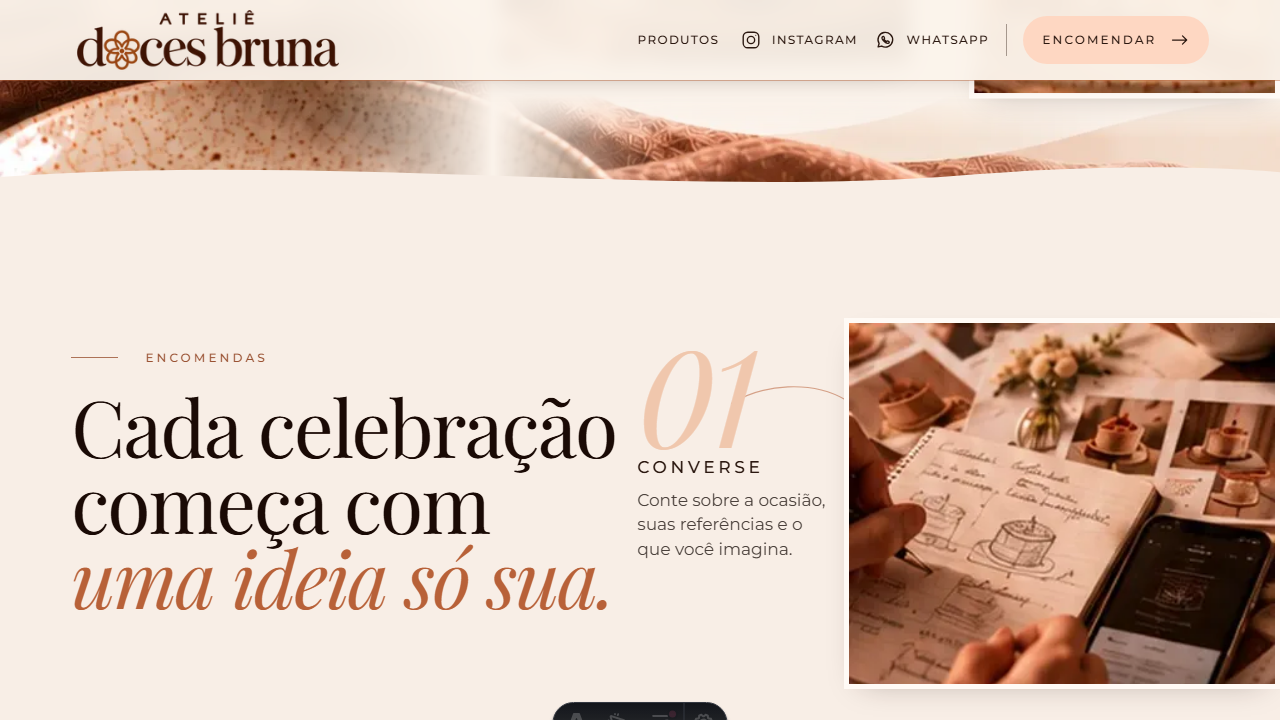 ATELIÊ
doces bruna
PRODUTOS
INSTAGRAM
WHATSAPP
ENCOMENDAR
ENCOMENDAS
Cada celebração
começa com
uma ideia só sua.
01
CONVERSE
Conte sobre a ocasião,
suas referências e o
que você imagina.